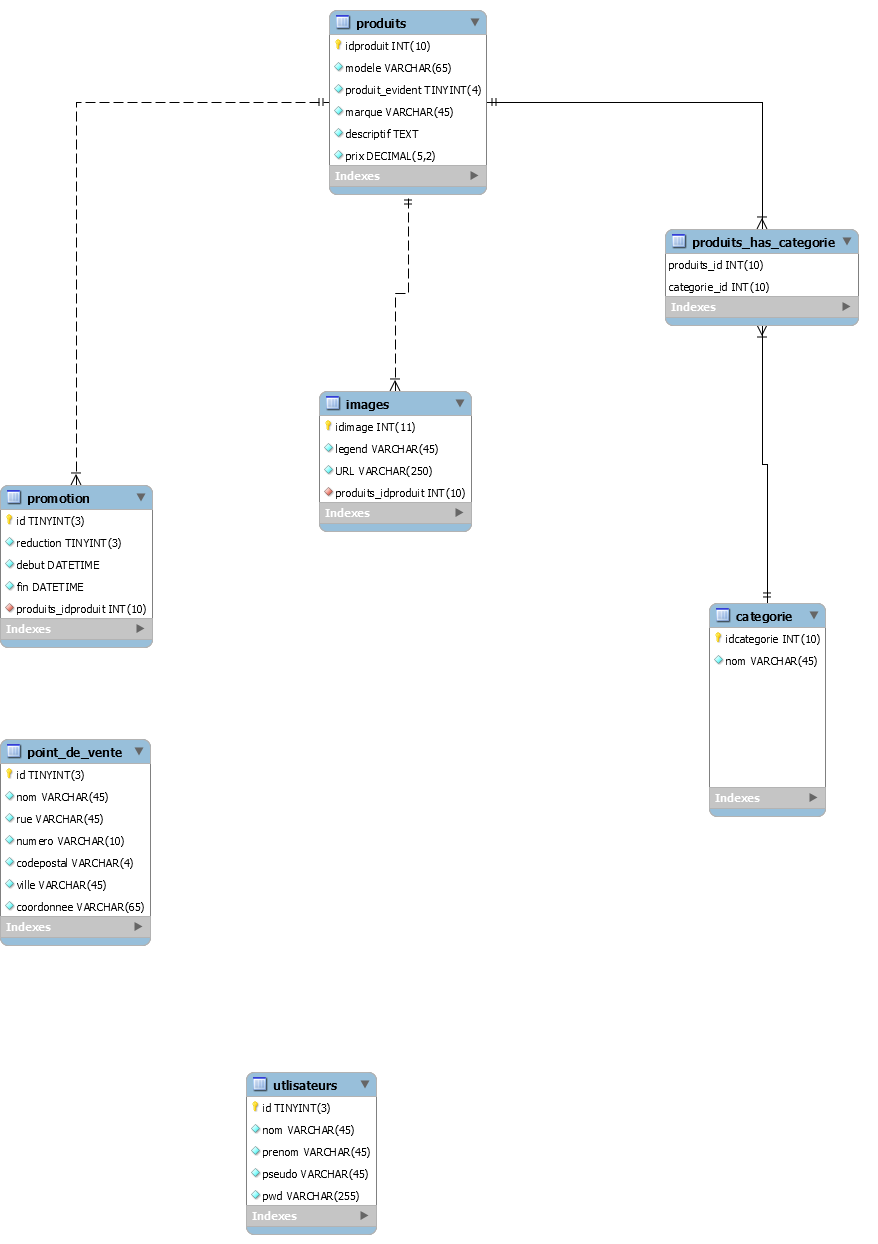 produits
idproduit INT(10)
modele VARCHAR(65)
produit_evident TINYINT(4)
marque VARCHAR(45)
descriptif TEXT
prix DECIMAL(5,2)
Indexes
produits_has_categorie
produits_id INT(10)
categorie_id INT(10)
Indexes
images
idimage INT(11)
legend VARCHAR(45)
URL VARCHAR(250)
produits_idproduit INT(10)
Indexes
promotion
id TINYINT(3)
reduction TINYINT(3)
debut DATETIME
fin DATETIME
produits_idproduit INT(10)
Indexes
categorie
idcategorie INT(10)
nom VARCHAR(45)
Indexes
point_de_vente
id TINYINT(3)
nom VARCHAR(45)
rue VARCHAR(45)
numero VARCHAR(10)
codepostal VARCHAR(4)
ville VARCHAR(45)
coordonnee VARCHAR(65)
Indexes
utlisateurs
id TINYINT(3)
nom VARCHAR(45)
prenom VARCHAR(45)
pseudo VARCHAR(45)
pwd VARCHAR(255)
Indexes